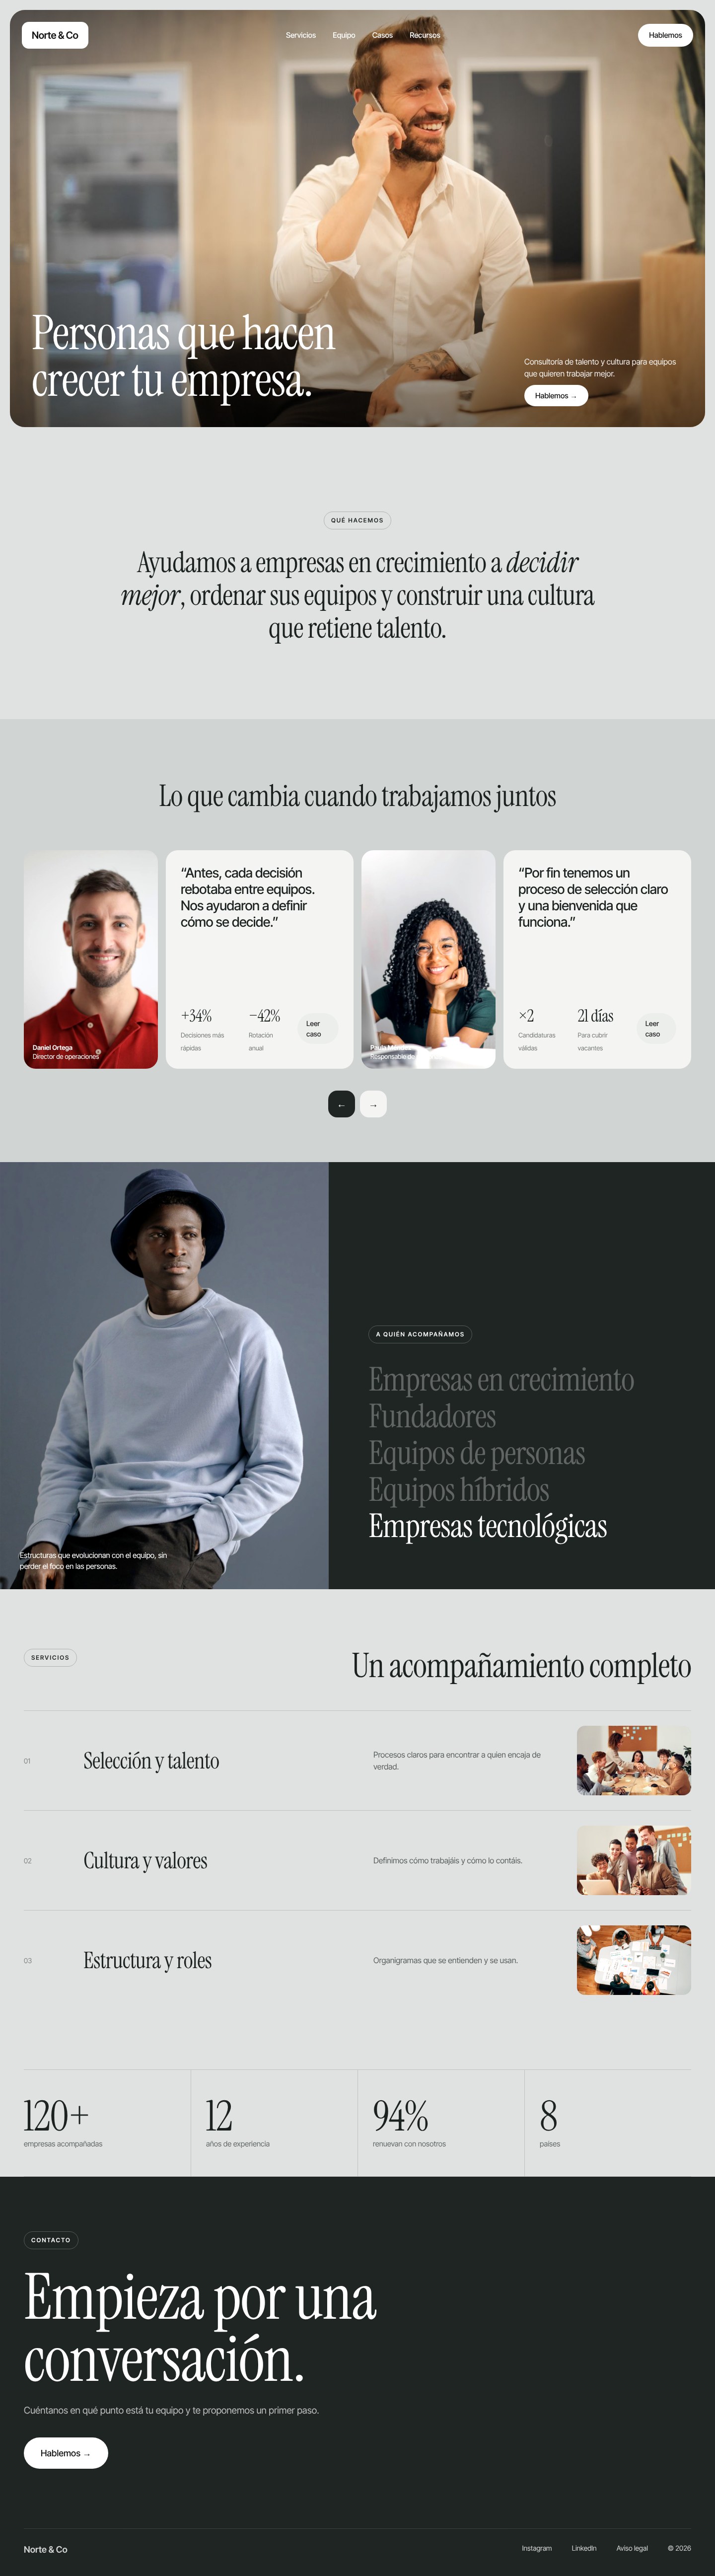 Norte & Co
Servicios
Equipo
Casos
Recursos
Hablemos
Personas que hacen
crecer tu empresa.
Consultoría de talento y cultura para equipos
que quieren trabajar mejor.
Hablemos →
QUÉ HACEMOS
Ayudamos a empresas en crecimiento a decidir
mejor, ordenar sus equipos y construir una cultura
que retiene talento.
Lo que cambia cuando trabajamos juntos
Daniel Ortega
Director de operaciones
“Antes, cada decisión
rebotaba entre equipos.
Nos ayudaron a definir
cómo se decide.”
+34%
Decisiones más
rápidas
−42%
Rotación
anual
Leer
caso
Paula
Responsable de
“Por fin tenemos un
proceso de selección claro
y una bienvenida que
funciona.”
×2
Candidaturas
válidas
21 días
Para cubrir
vacantes
Leer
caso
← →
Estructuras que evolucionan con el equipo, sin
perder el foco en las personas.
A QUIÉN ACOMPAÑAMOS
Empresas en crecimiento
Fundadores
Equipos de personas
Equipos híbridos
Empresas tecnológicas
SERVICIOS
Un acompañamiento completo
01
Selección y talento
Procesos claros para encontrar a quien encaja de
verdad.
02
Cultura y valores
Definimos cómo trabajáis y cómo lo contáis.
03
Estructura y roles
Organigramas que se entienden y se usan.
120+
empresas acompañadas
12
años de experiencia
94%
renuevan con nosotros
8
países
CONTACTO
Empieza por una
conversación.
Cuéntanos en qué punto está tu equipo y te proponemos un primer paso.
Hablemos →
Norte & Co
Instagram
LinkedIn
Aviso legal
© 2026